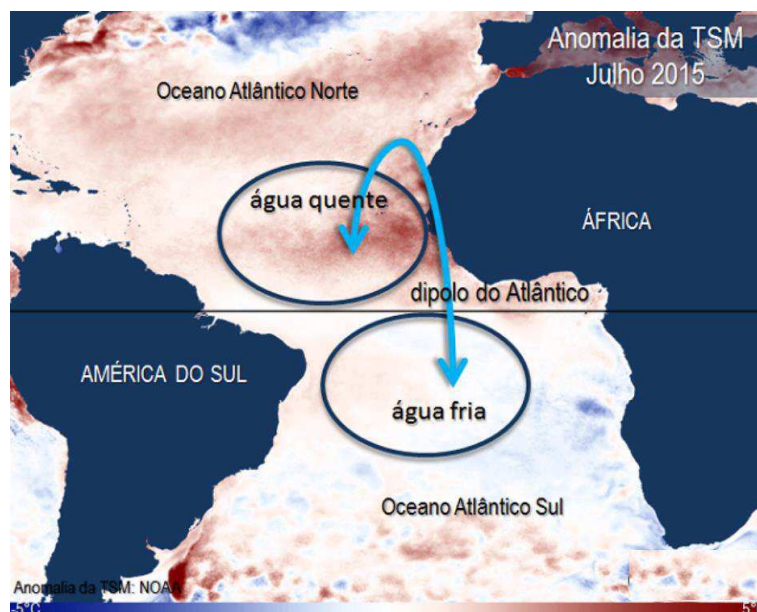 Anomalia da TSM
Julho 2015
Oceano Atlântico Norte
água quente
ÁFRICA
dipolo do Atlântico
AMÉRICA DO SUL
água fria
Oceano Atlântico Sul
Anomalia da TSM: NOAA